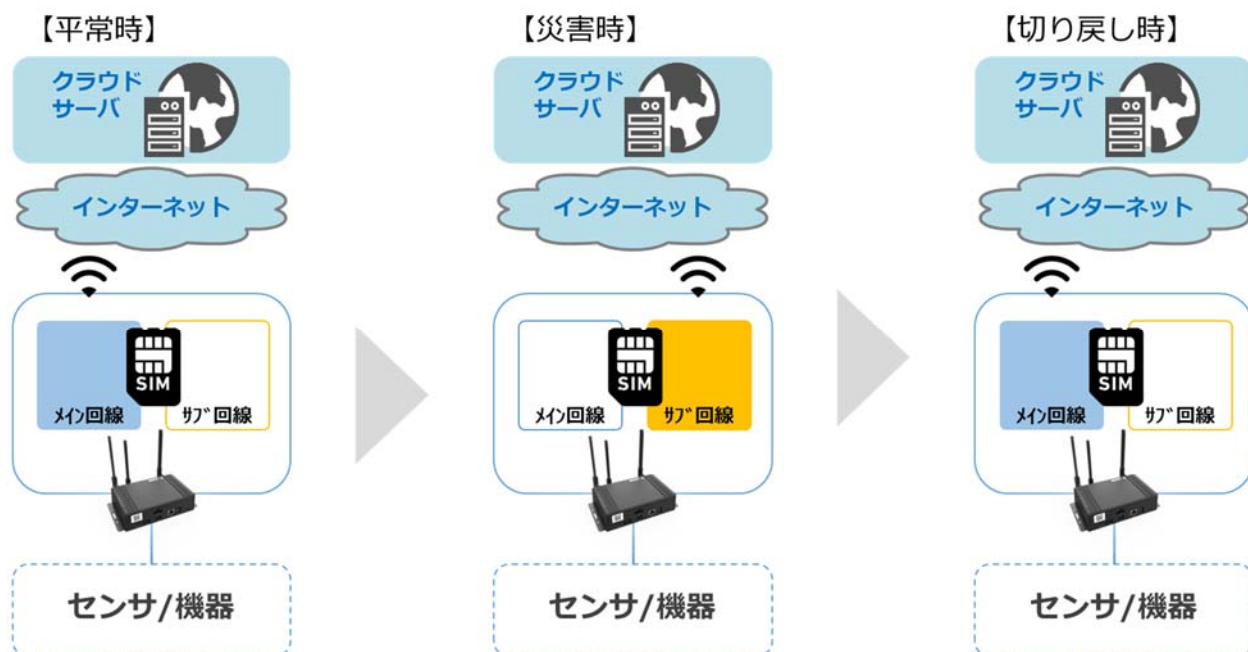 【平常時】
クラウド
サーバ
インターネット
SIM
ﾒｲﾝ回線
ｻﾌﾞ回線
センサ/機器
【災害時】
クラウド
サーバ
インターネット
SIM
ﾒｲﾝ回線
ｻﾌﾞ回線
センサ/機器
【切り戻し時】
クラウド
サーバ
インターネット
SIM
ﾒｲﾝ回線
ｻﾌﾞ回線
センサ/機器